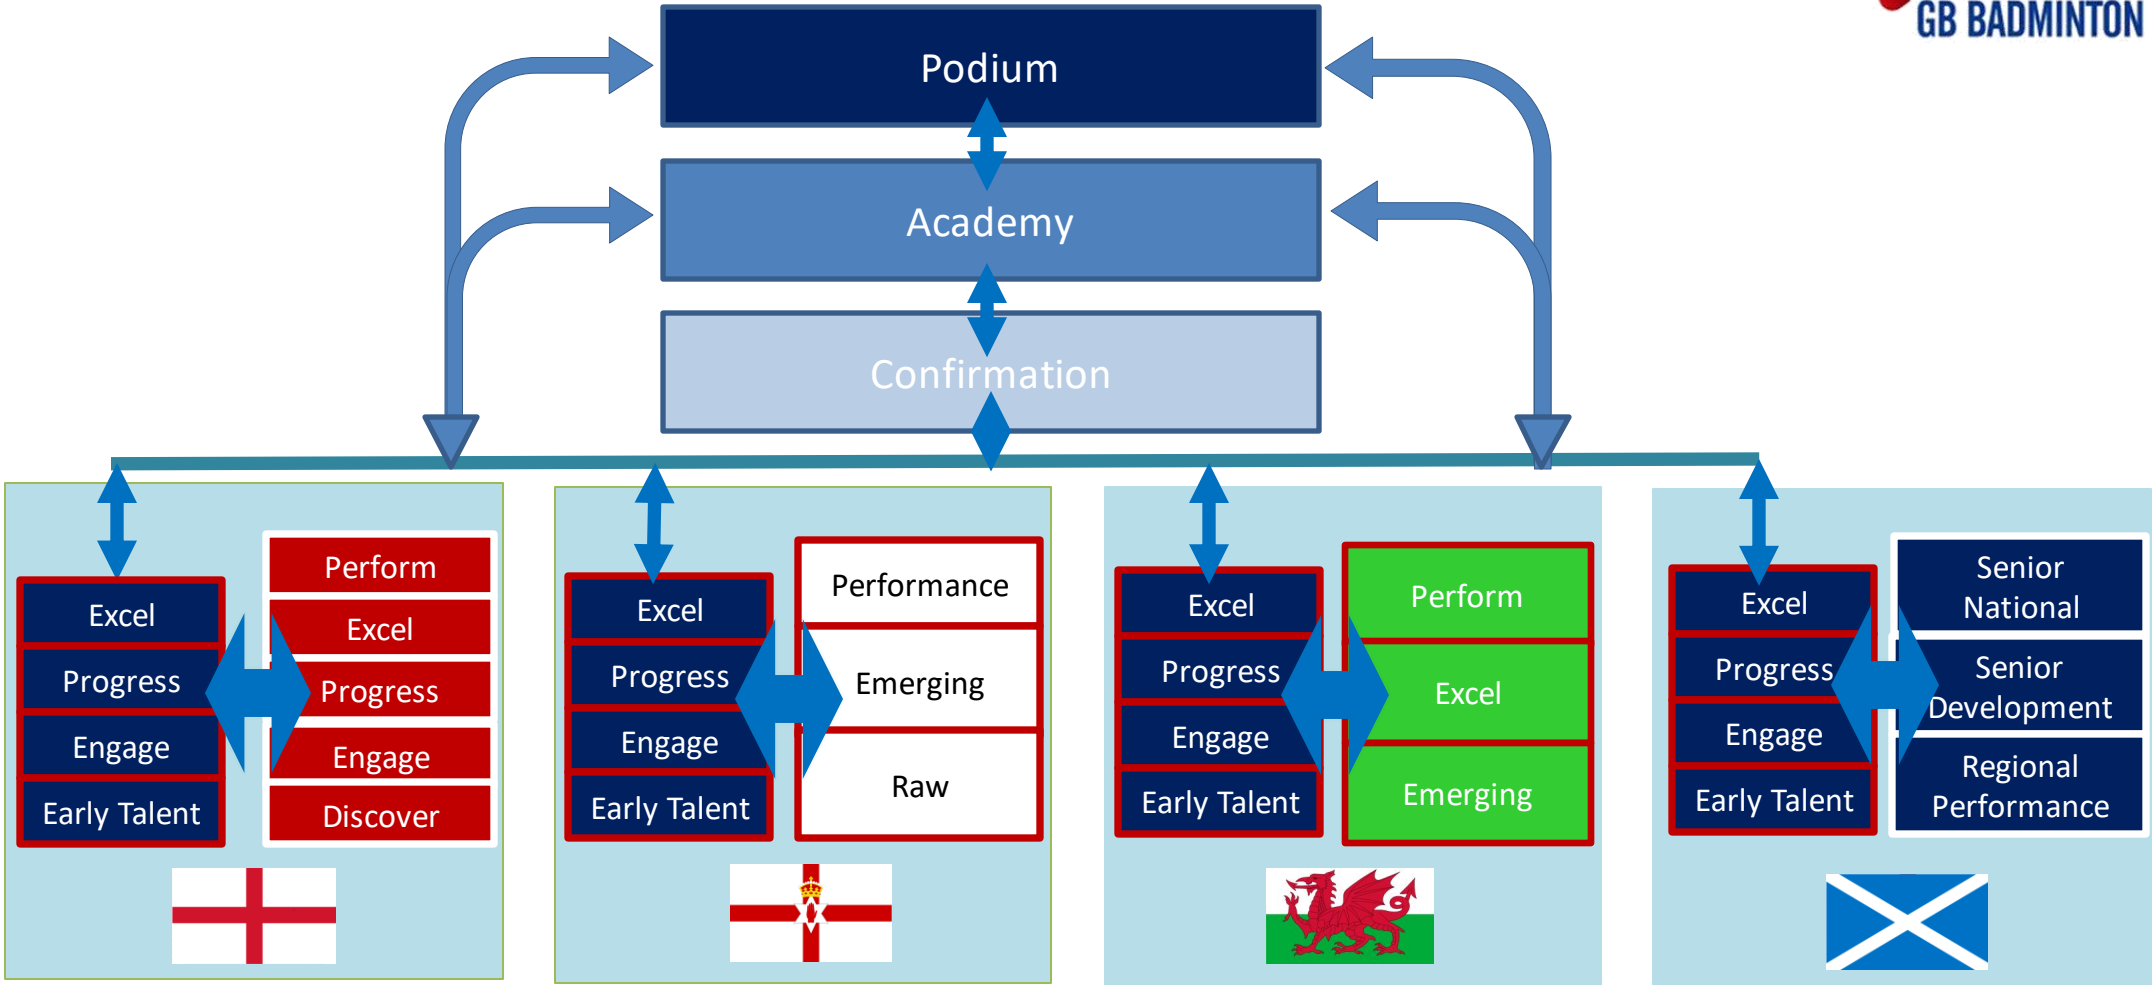 GB BADMINTON
Podium
Academy
Confirmation
Excel
Progress
Engage
Early Talent
Perform
Excel
Progress
Engage
Discover
Excel
Progress
Engage
Early Talent
Performance
Emerging
Raw
Excel
Progress
Engage
Early Talent
Perform
Excel
Emerging
Excel
Progress
Engage
Early Talent
Senior
National
Senior
Development
Regional
Performance